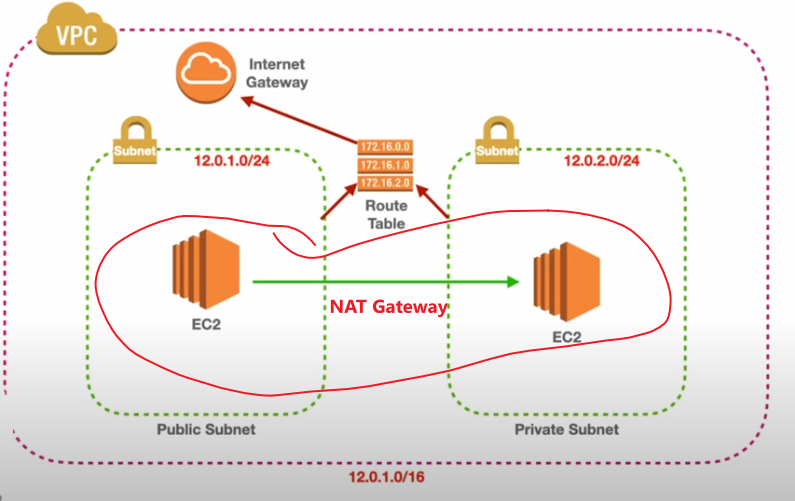 VPC
Internet
Gateway
Subnet
12.0.1.0/24
172.16.0.0
172.16.1.0
172.16.2.0
Route
Table
Subnet
12.0.2.0/24
EC2
NAT Gateway
EC2
Public Subnet
Private Subnet
12.0.1.0/16